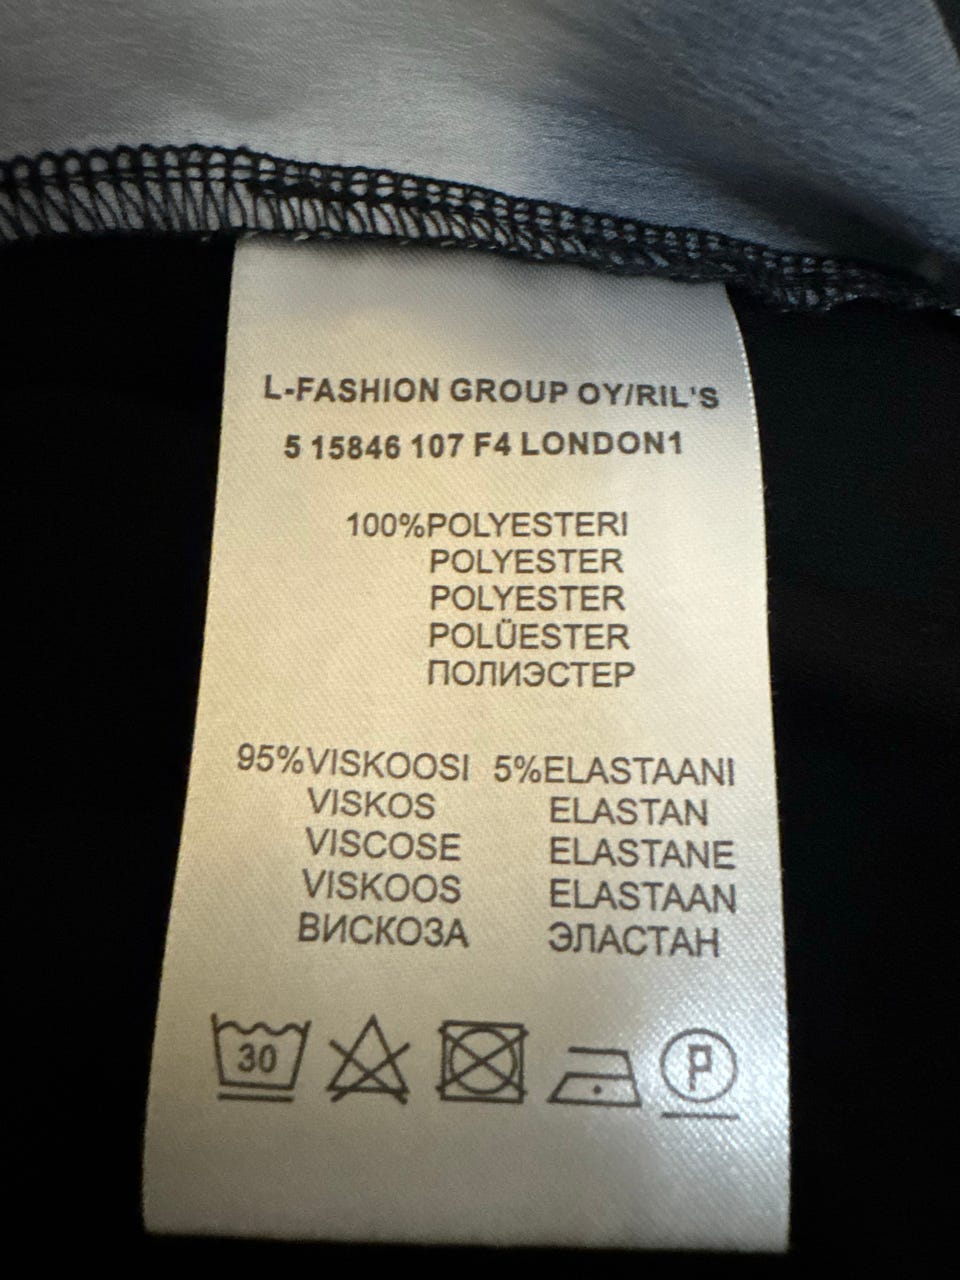 L-FASHION GROUP OY/RIL'S
5 15846 107 F4 LONDON1
100%POLYESTERI
POLYESTER
POLYESTER
POLÜESTER
ПОЛИЭСТЕР
95%VISKOOSI 5%ELASTAANI
VISKOS ELASTAN
VISCOSE ELASTANE
VISKOOS ELASTAAN
ВИСКОЗА ЭЛАСТАН
30 P